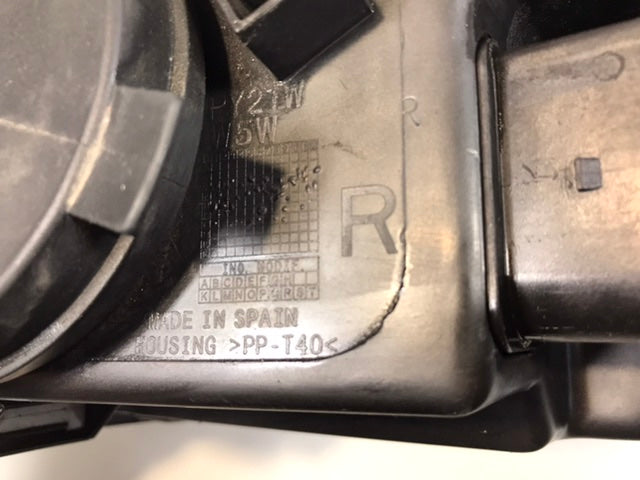 PY21W
W5W
R
R
IND. MODIF.
ABCDEFGHIJ
KLMNOPQRST
MADE IN SPAIN
HOUSING >PP-T40<